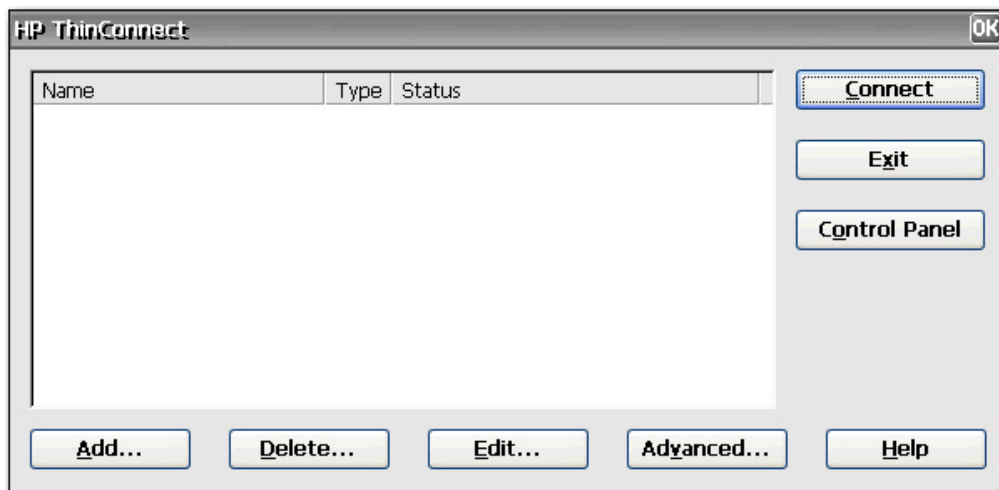 HP ThinConnect OK
Name Type Status
Connect
Exit
Control Panel
Add... Delete... Edit... Advanced... Help